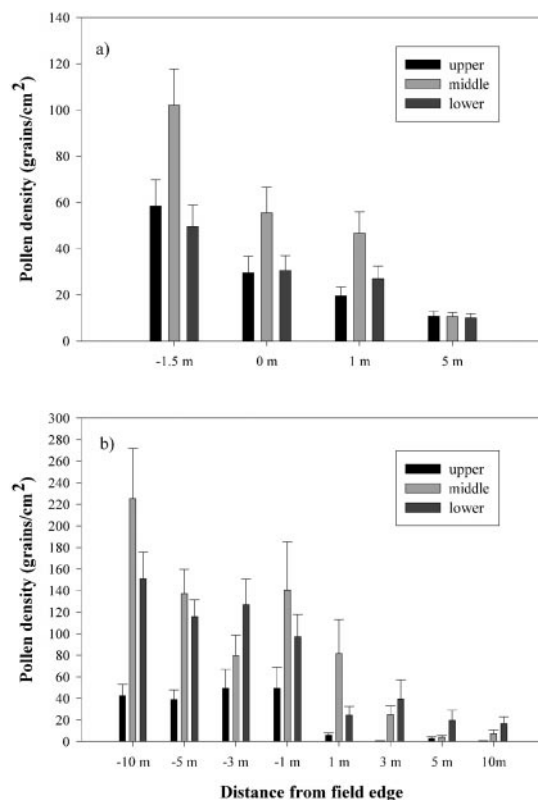 140
a)
upper
middle
lower
120
100
80
60
40
20
0
Pollen density (grains/cm²)
-1.5 m 0 m 1 m 5 m
300
b)
280
upper
middle
lower
260
240
220
200
180
160
140
120
100
80
60
40
20
0
Pollen density (grains/cm²)
-10 m -5 m -3 m -1 m 1 m 3 m 5 m 10m
Distance from field edge